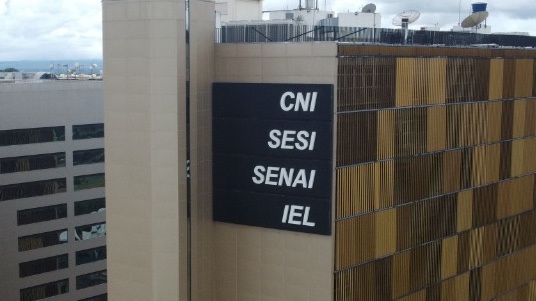 CNI
SESI
SENAI
IEL